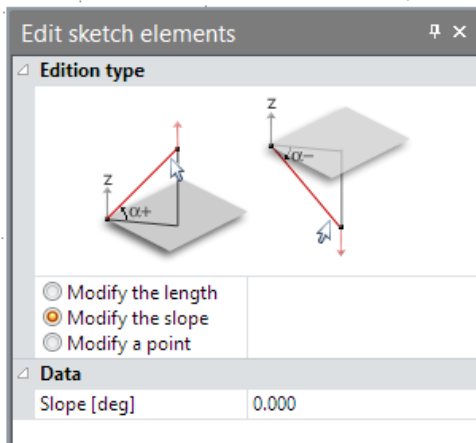 Edit sketch elements
Edition type
z
α+
z
α−
Modify the length
Modify the slope
Modify a point
Data
Slope [deg] 0.000